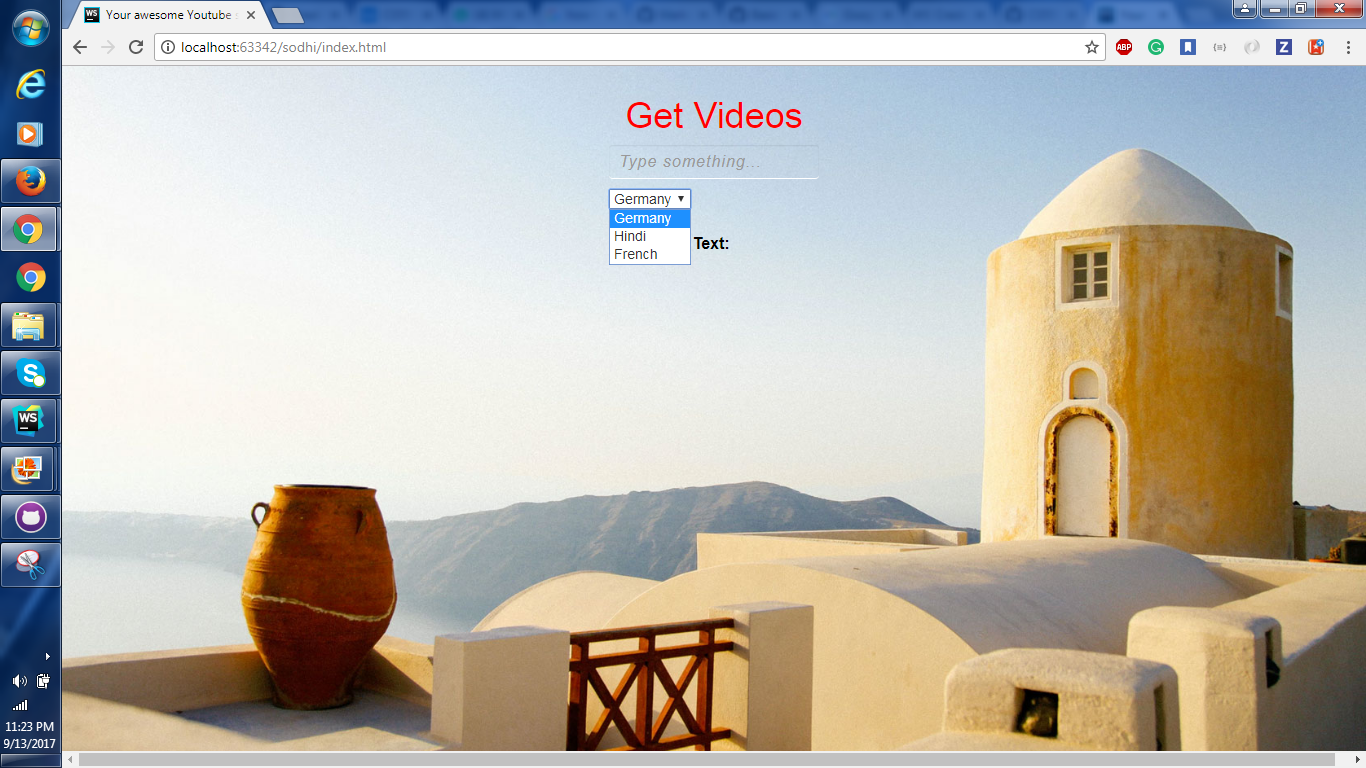 Your awesome Youtube
localhost:63342/sodhi/index.html
ABP
Z
Get Videos
Type something...
Germany
Germany
Hindi
French
Text:
S
WS
11:23 PM
9/13/2017